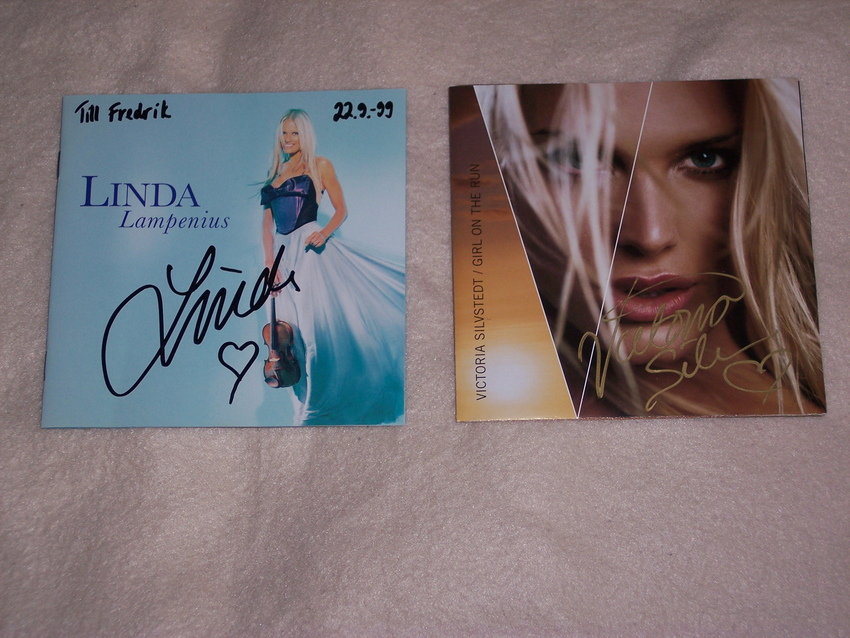 Till Fredrik
22.9.-99
LINDA
Lampenius
Linda
VICTORIA SILVSTEDT / GIRL ON THE RUN
Victoria